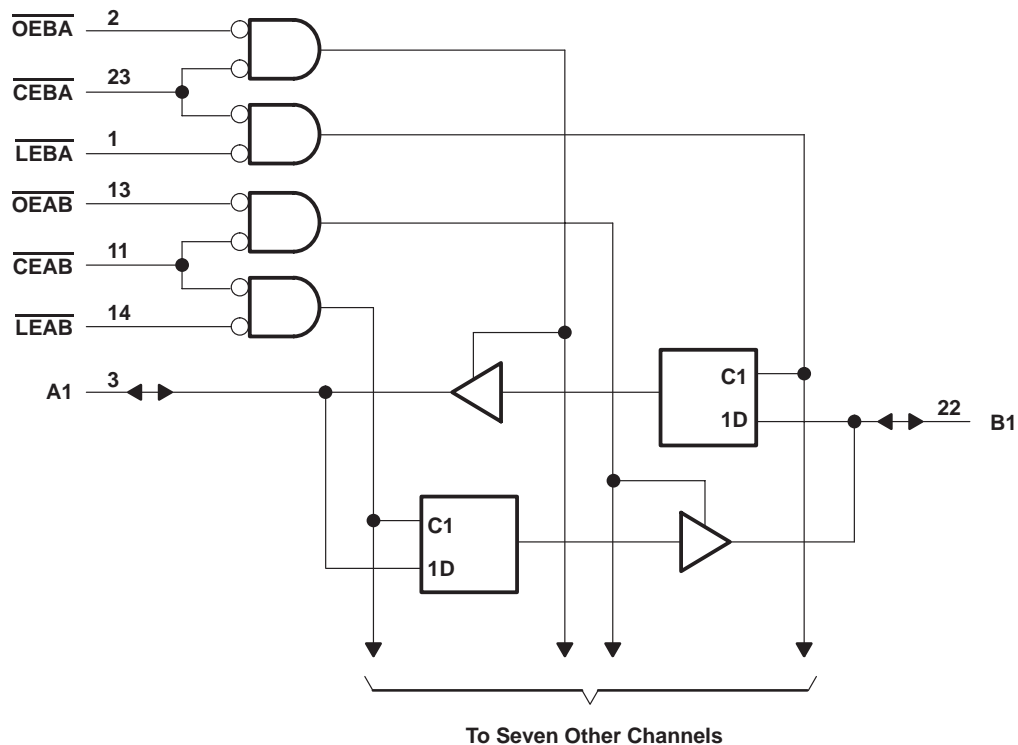 OEBA 2
CEBA 23
LEBA 1
OEAB 13
CEAB 11
LEAB 14
A1 3
C1
1D
22 B1
C1
1D
To Seven Other Channels